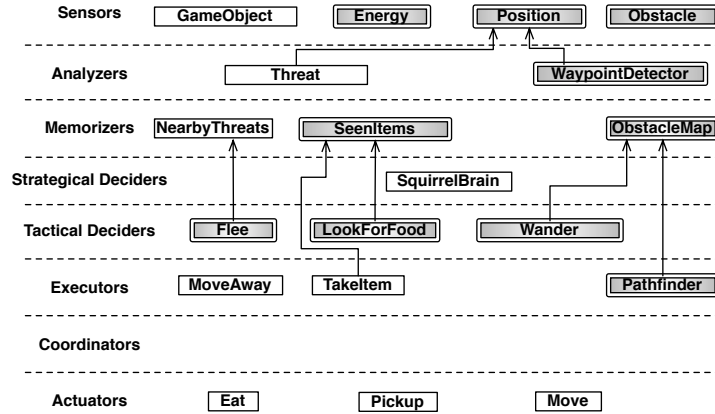 Sensors GameObject Energy Position Obstacle
Analyzers Threat WaypointDetector
Memorizers NearbyThreats SeenItems ObstacleMap
Strategical Deciders SquirrelBrain
Tactical Deciders Flee LookForFood Wander
Executors MoveAway TakeItem Pathfinder
Coordinators
Actuators Eat Pickup Move